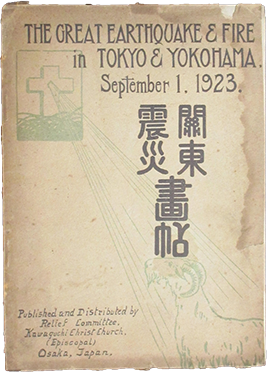 THE GREAT EARTHQUAKE & FIRE
in TOKYO & YOKOHAMA.
September 1. 1923.
關東
震災
畫帖
Published and Distributed by
Relief Committee,
Kawaguchi Christ Church,
(Episcopal)
Osaka, Japan,